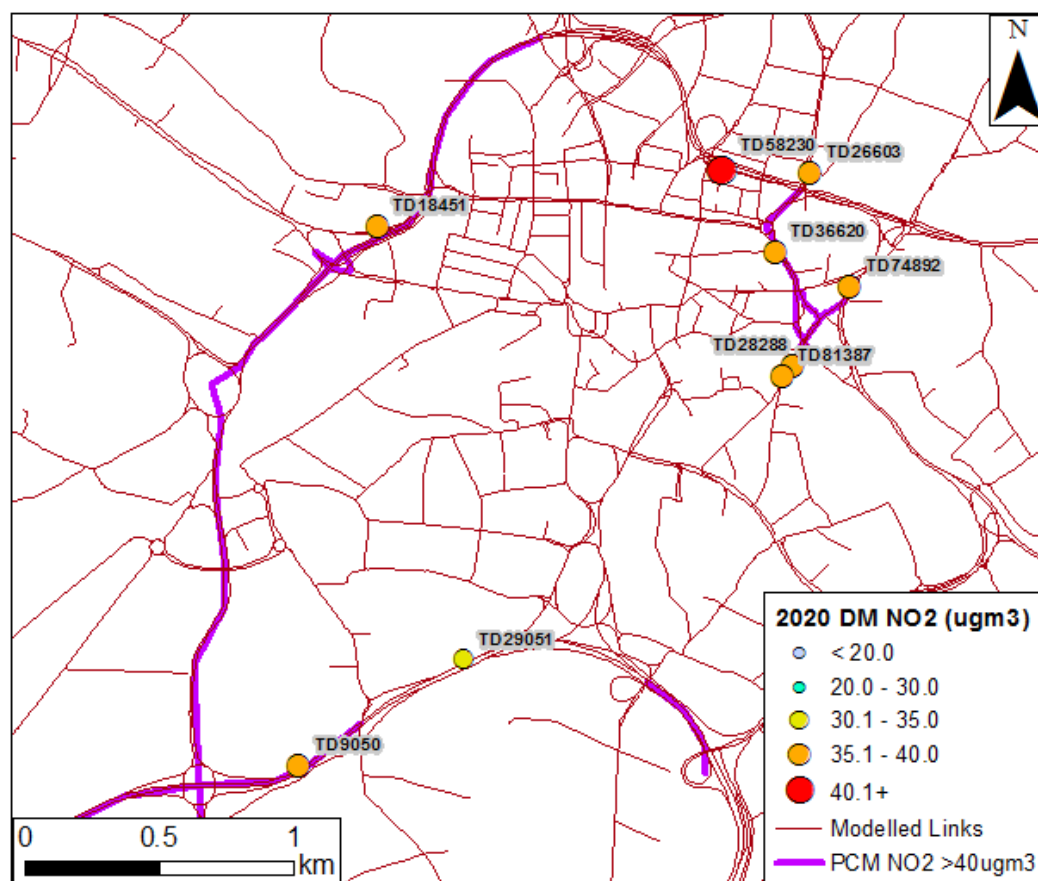 N
TD58230
TD26603
TD18451
TD36620
TD74892
TD28288
TD81387
TD29051
TD9050
2020 DM NO2 (ugm3)
< 20.0
20.0 - 30.0
30.1 - 35.0
35.1 - 40.0
40.1+
Modelled Links
PCM NO2 >40ugm3
0 0.5 1
km